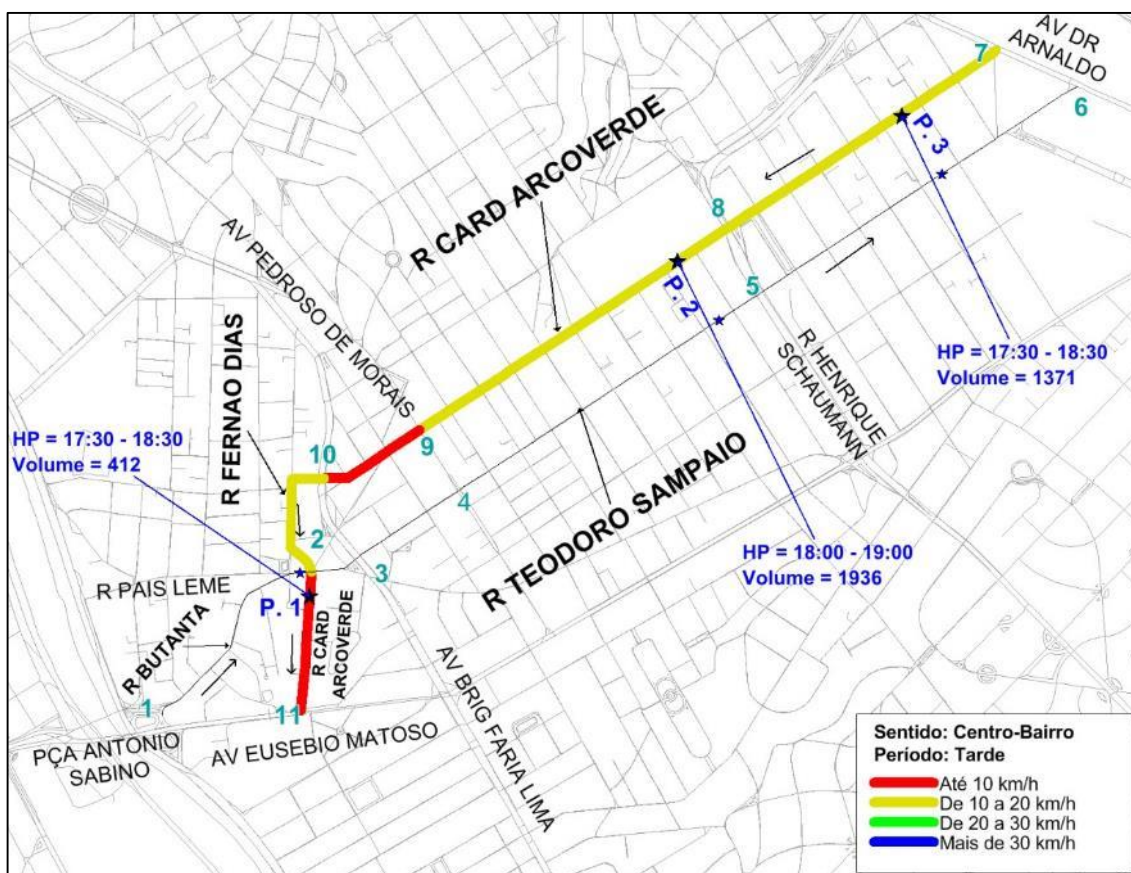 AV DR
ARNALDO
7
6
P. 3
R CARD ARCOVERDE
8
5
P. 2
AV PEDROSO DE MORAIS
R FERNAO DIAS
R HENRIQUE
SCHAUMANN
HP = 17:30 - 18:30
Volume = 1371
HP = 17:30 - 18:30
Volume = 412
9
10
4
R TEODORO SAMPAIO
HP = 18:00 - 19:00
Volume = 1936
2
3
R PAIS LEME
P. 1
R BUTANTA
R CARD
ARCOVERDE
AV BRIG FARIA LIMA
1
11
PÇA ANTONIO
SABINO
AV EUSEBIO MATOSO
Sentido: Centro-Bairro
Período: Tarde
Até 10 km/h
De 10 a 20 km/h
De 20 a 30 km/h
Mais de 30 km/h